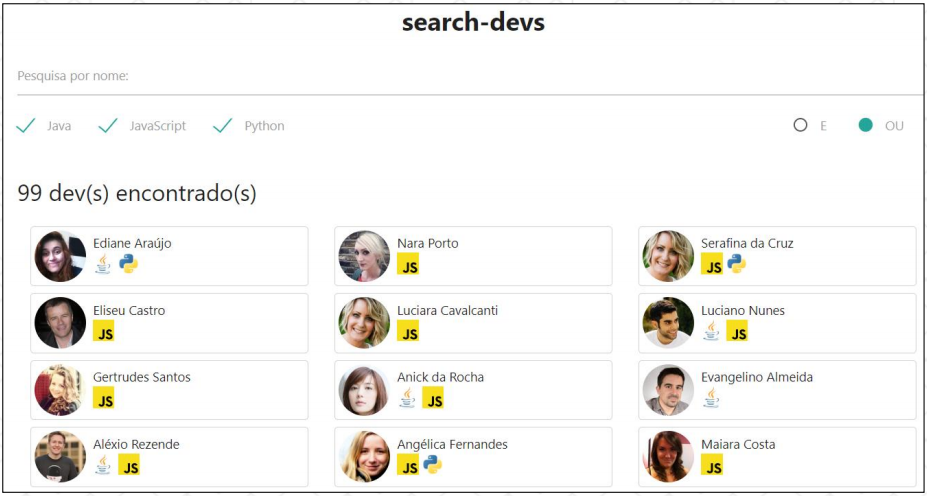 search-devs
Pesquisa por nome:
Java JavaScript Python E OU
99 dev(s) encontrado(s)
Ediane Araújo Nara Porto Serafina da Cruz
JS JS
Eliseu Castro Luciara Cavalcanti Luciano Nunes
JS JS JS
Gertrudes Santos Anick da Rocha Evangelino Almeida
JS JS
Aléxio Rezende Angélica Fernandes Maiara Costa
JS JS JS